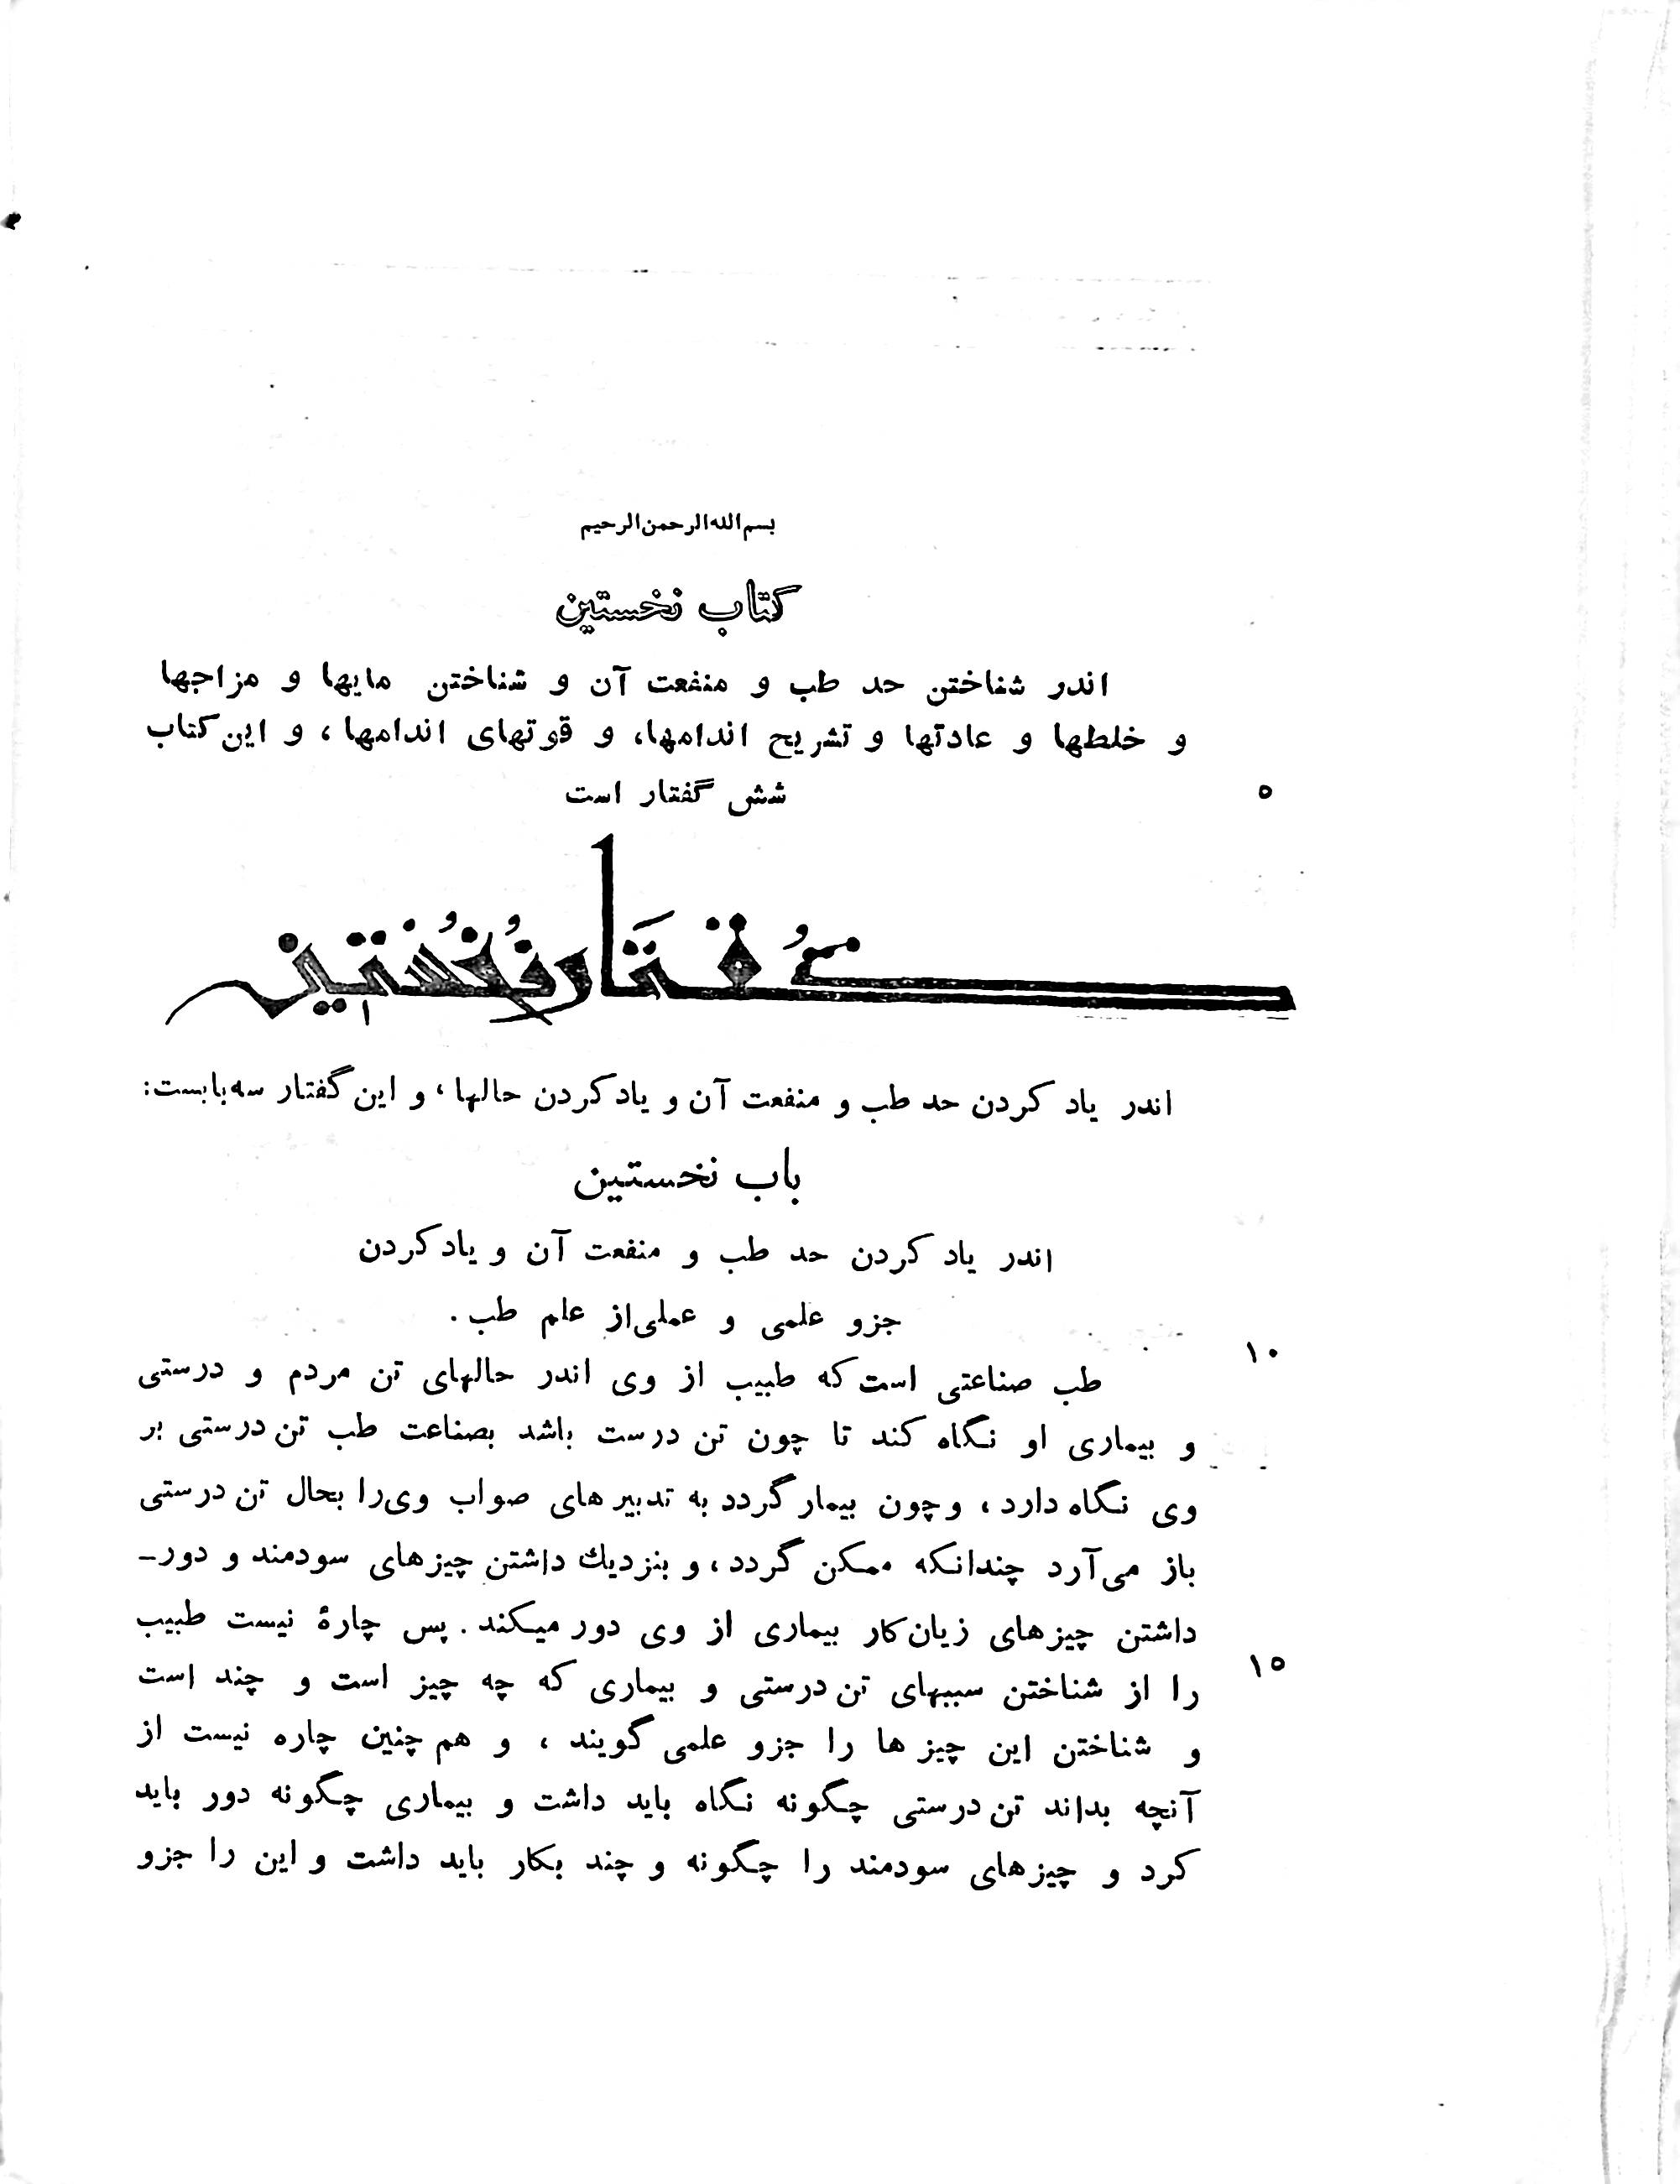 بسم الله الرحمن الرحیم
کتاب نخستین
اندر شناختن حد طب و منفعت آن و شناختن مایها و مزاجها
و خلطها و عادتها و تشریح اندامها، و قوتهای اندامها، و این کتاب
شش گفتار است
۵
گفتار نخستین
اندر یاد کردن حد طب و منفعت آن و یاد کردن حالها، و این گفتار سه بابست:
باب نخستین
اندر یاد کردن حد طب و منفعت آن و یاد کردن
جزو علمی و عملی از علم طب.
۱۰
طب صناعتی است که طبیب از وی اندر حالهای تن مردم و درستی
و بیماری او نگاه کند تا چون تن درست باشد بصناعت طب تن درستی بر
وی نگاه دارد، و چون بیمار گردد به تدبیر های صواب وی را بحال تن درستی
باز می‌آرد چندانکه ممکن گردد، و بنزدیك داشتن چیزهای سودمند و دور-
داشتن چیزهای زیان کار بیماری از وی دور میکند. پس چارهٔ نیست طبیب
۱۵
را از شناختن سببهای تن درستی و بیماری که چه چیز است و چند است
و شناختن این چیز ها را جزو علمی گویند، و هم چنین چاره نیست از
آنچه بداند تن درستی چگونه نگاه باید داشت و بیماری چگونه دور باید
کرد و چیزهای سودمند را چگونه و چند بکار باید داشت و این را جزو